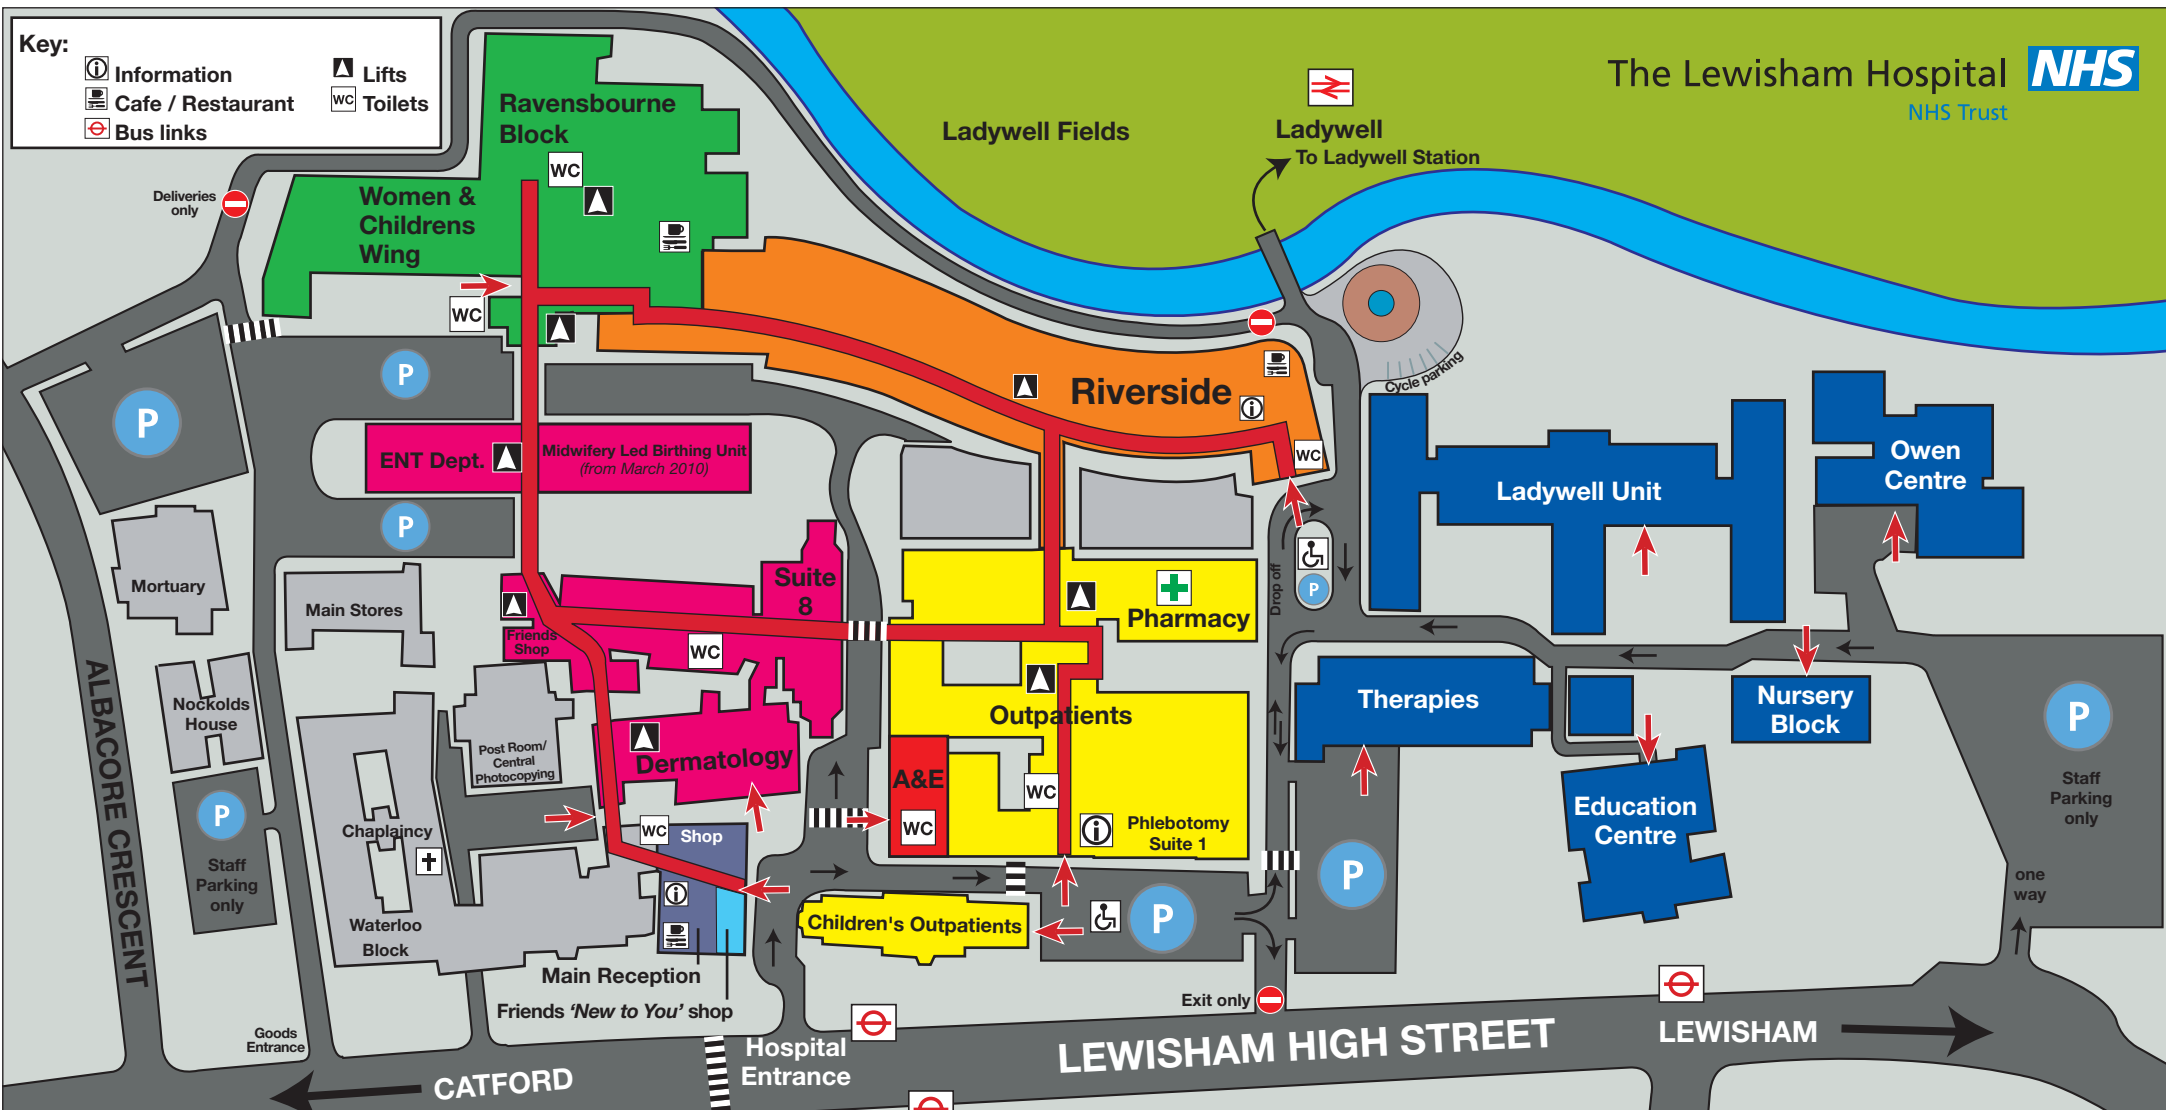 Key:
Information
Lifts
Cafe / Restaurant
WC Toilets
Bus links
The Lewisham Hospital NHS
NHS Trust
Ravensbourne
Block
WC
Ladywell Fields
Ladywell
To Ladywell Station
Deliveries
only
Women &
Childrens
Wing
WC
Cycle parking
P
P
Riverside
WC
ENT Dept.
Midwifery Led Birthing Unit
(from March 2010)
P
Ladywell Unit
Owen
Centre
Mortuary
Main Stores
Suite
8
Friends
Shop
WC
Pharmacy
Drop off
P
ALBACORE CRESCENT
Nockolds
House
Post Room/
Central
Photocopying
Dermatology
Outpatients
Therapies
Nursery
Block
P
Staff
Parking
only
A&E
WC
WC
Phlebotomy
Suite 1
Education
Centre
P
Staff
Parking
only
Chaplaincy
WC
Shop
P
one
way
Waterloo
Block
Children's Outpatients
P
Main Reception
Friends 'New to You' shop
Exit only
Goods
Entrance
Hospital
Entrance
LEWISHAM HIGH STREET
LEWISHAM
CATFORD